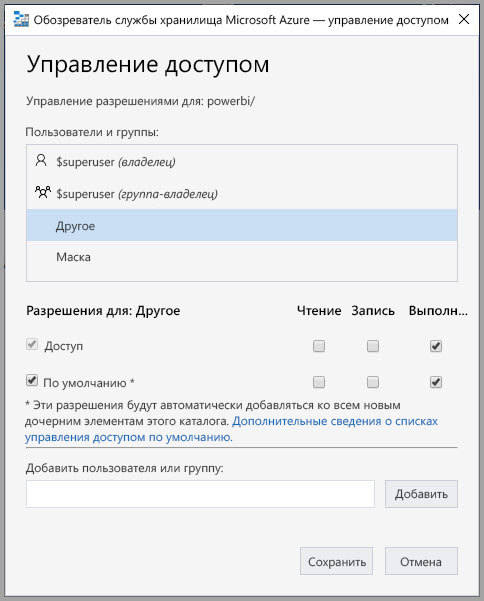 Обозреватель службы хранилища Microsoft Azure — управление доступом
Управление доступом
Управление разрешениями для: powerbi/
Пользователи и группы:
$superuser (владелец)
$superuser (группа-владелец)
Другое
Маска
Разрешения для: Другое Чтение Запись Выполн...
Доступ
По умолчанию *
* Эти разрешения будут автоматически добавляться ко всем новым
дочерним элементам этого каталога. Дополнительные сведения о списках
управления доступом по умолчанию.
Добавить пользователя или группу:
Добавить
Сохранить Отмена